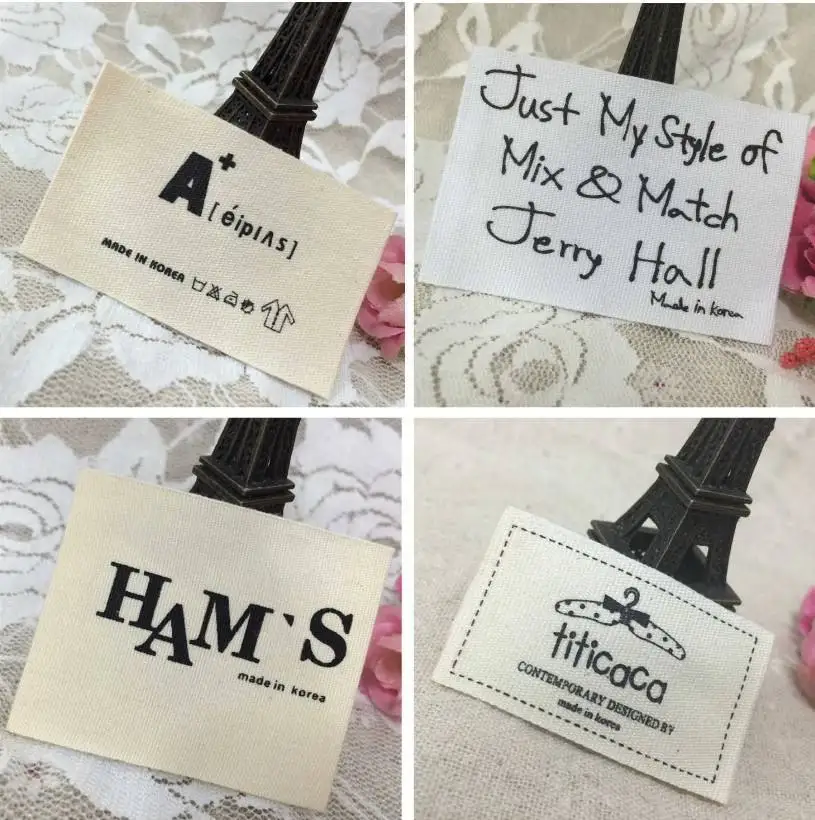 A+ [éiplʌs]
MADE IN KOREA
Just My Style of
Mix & Match
Jerry Hall
Made in Korea
HAM`S
made in korea
titicaca
CONTEMPORARY DESIGNED BY
made in korea